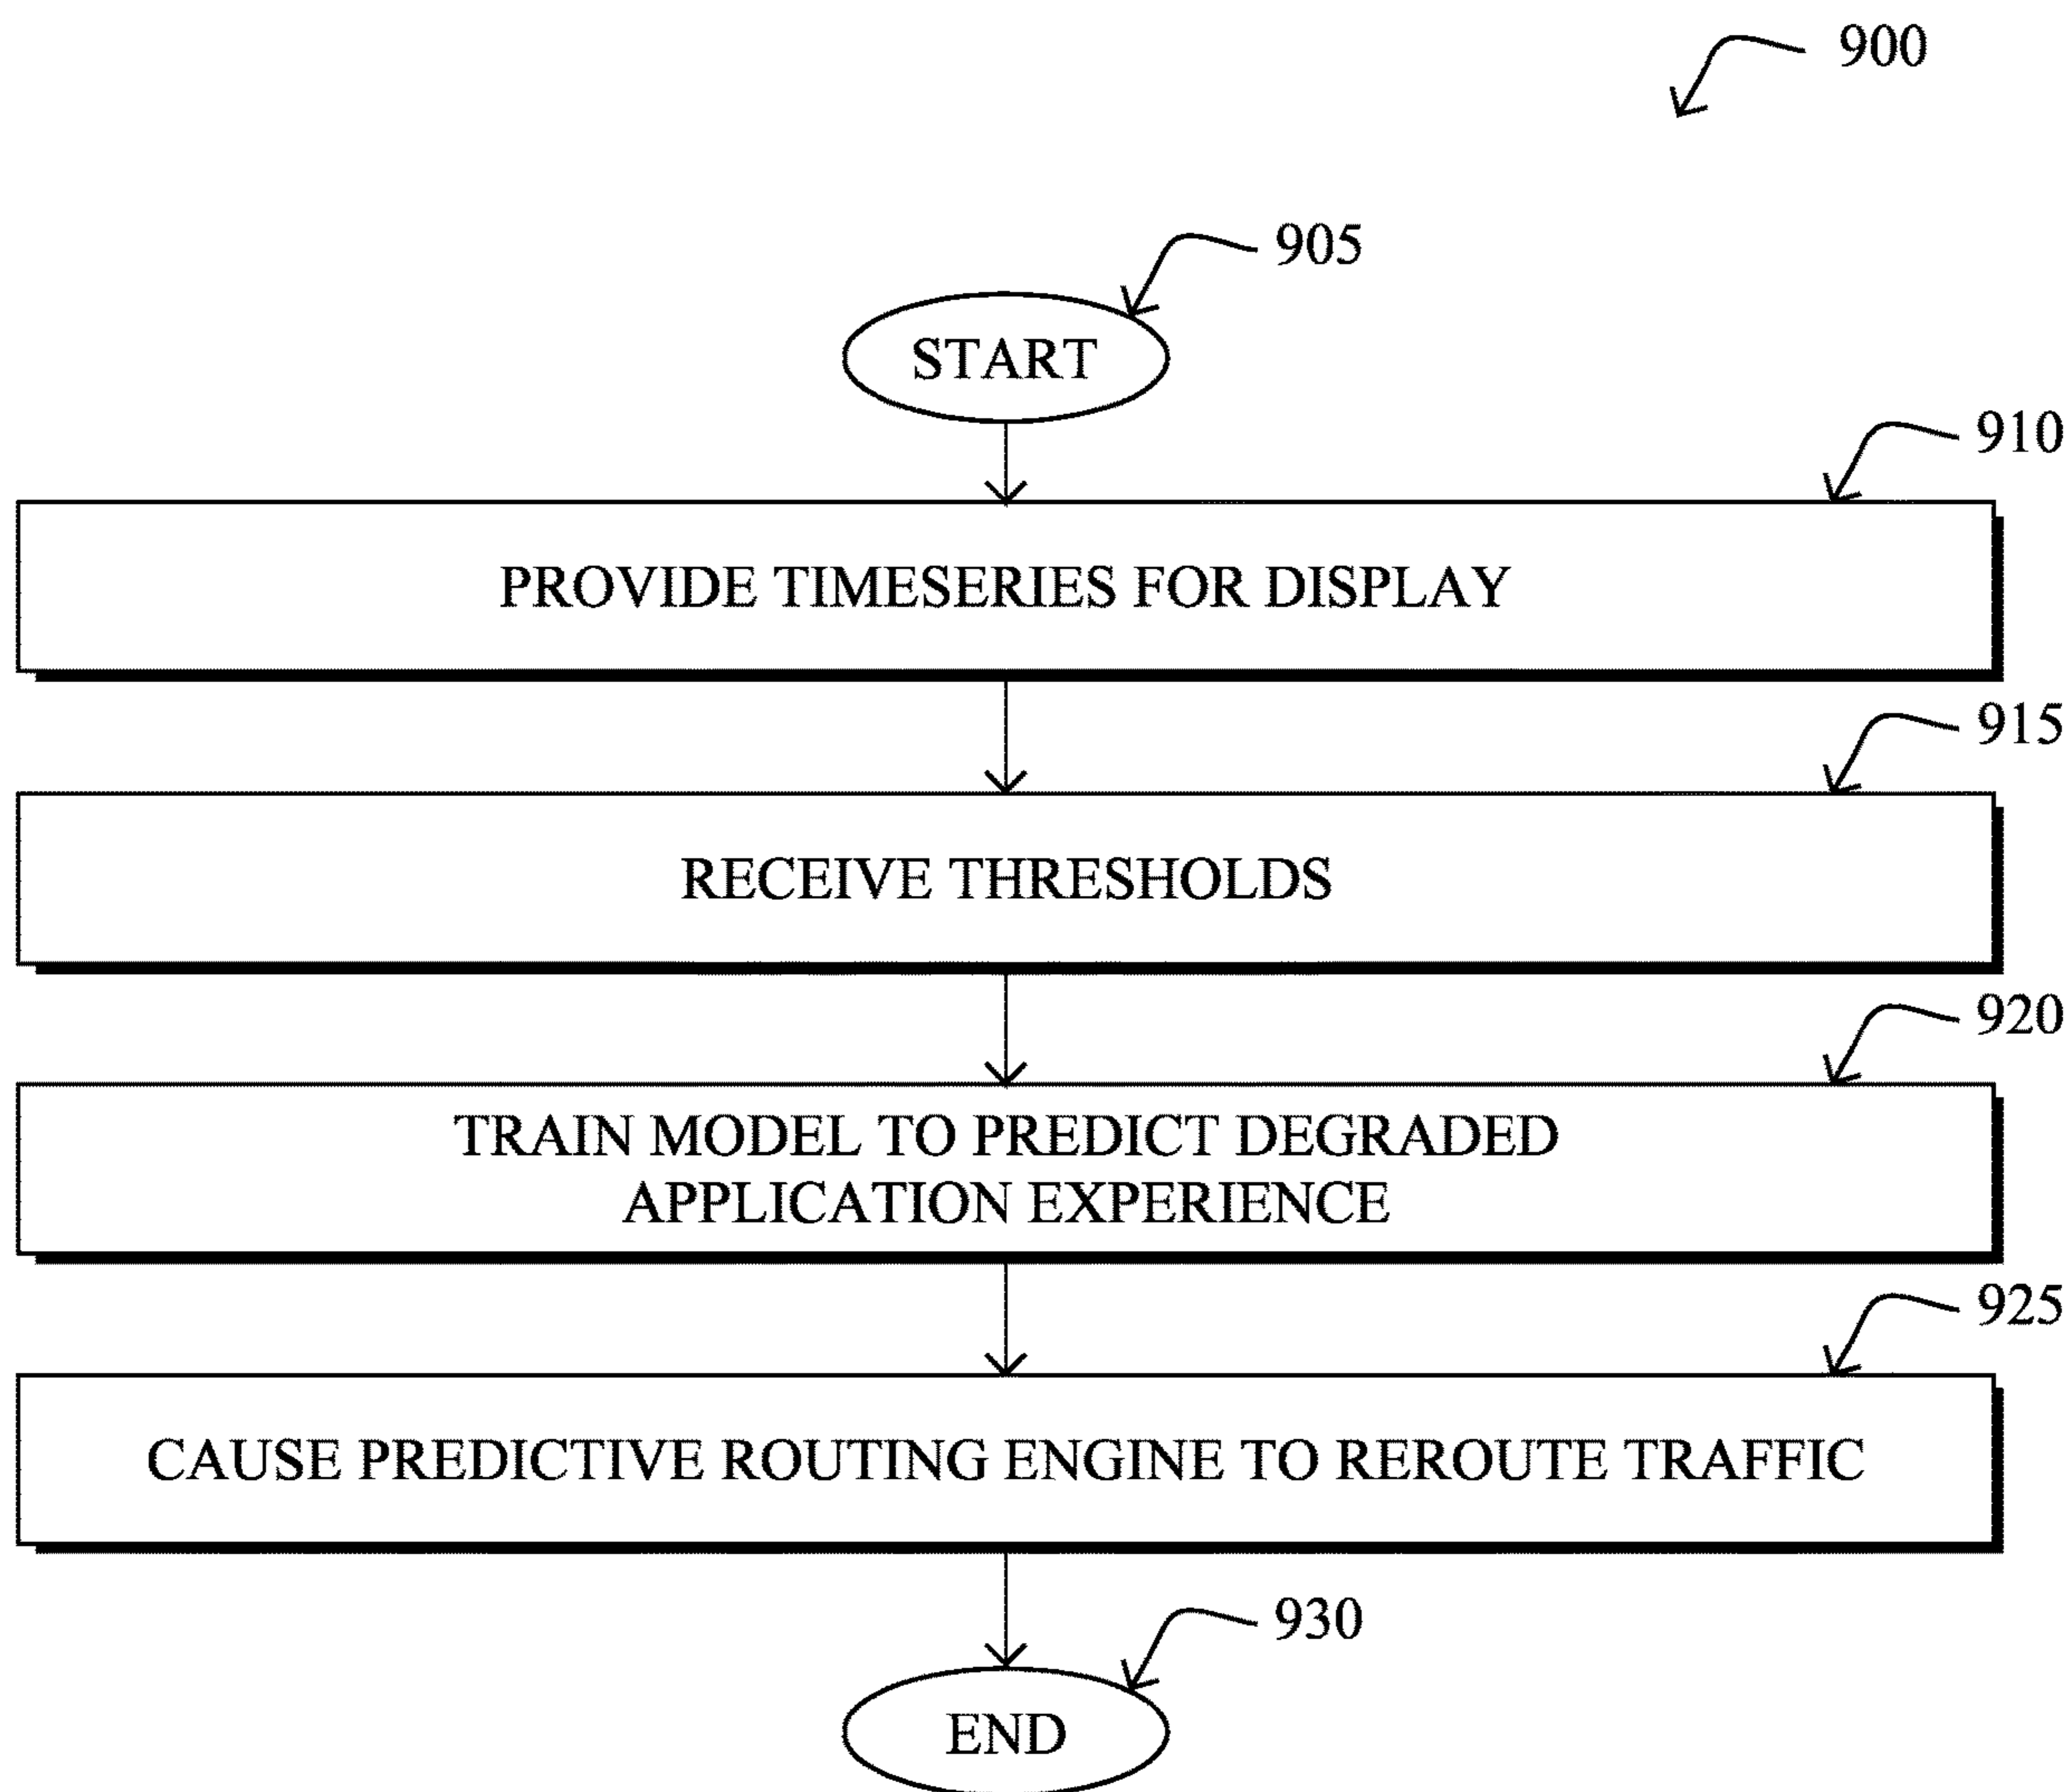 900
905
START
910
PROVIDE TIMESERIES FOR DISPLAY
915
RECEIVE THRESHOLDS
920
TRAIN MODEL TO PREDICT DEGRADED
APPLICATION EXPERIENCE
925
CAUSE PREDICTIVE ROUTING ENGINE TO REROUTE TRAFFIC
930
END